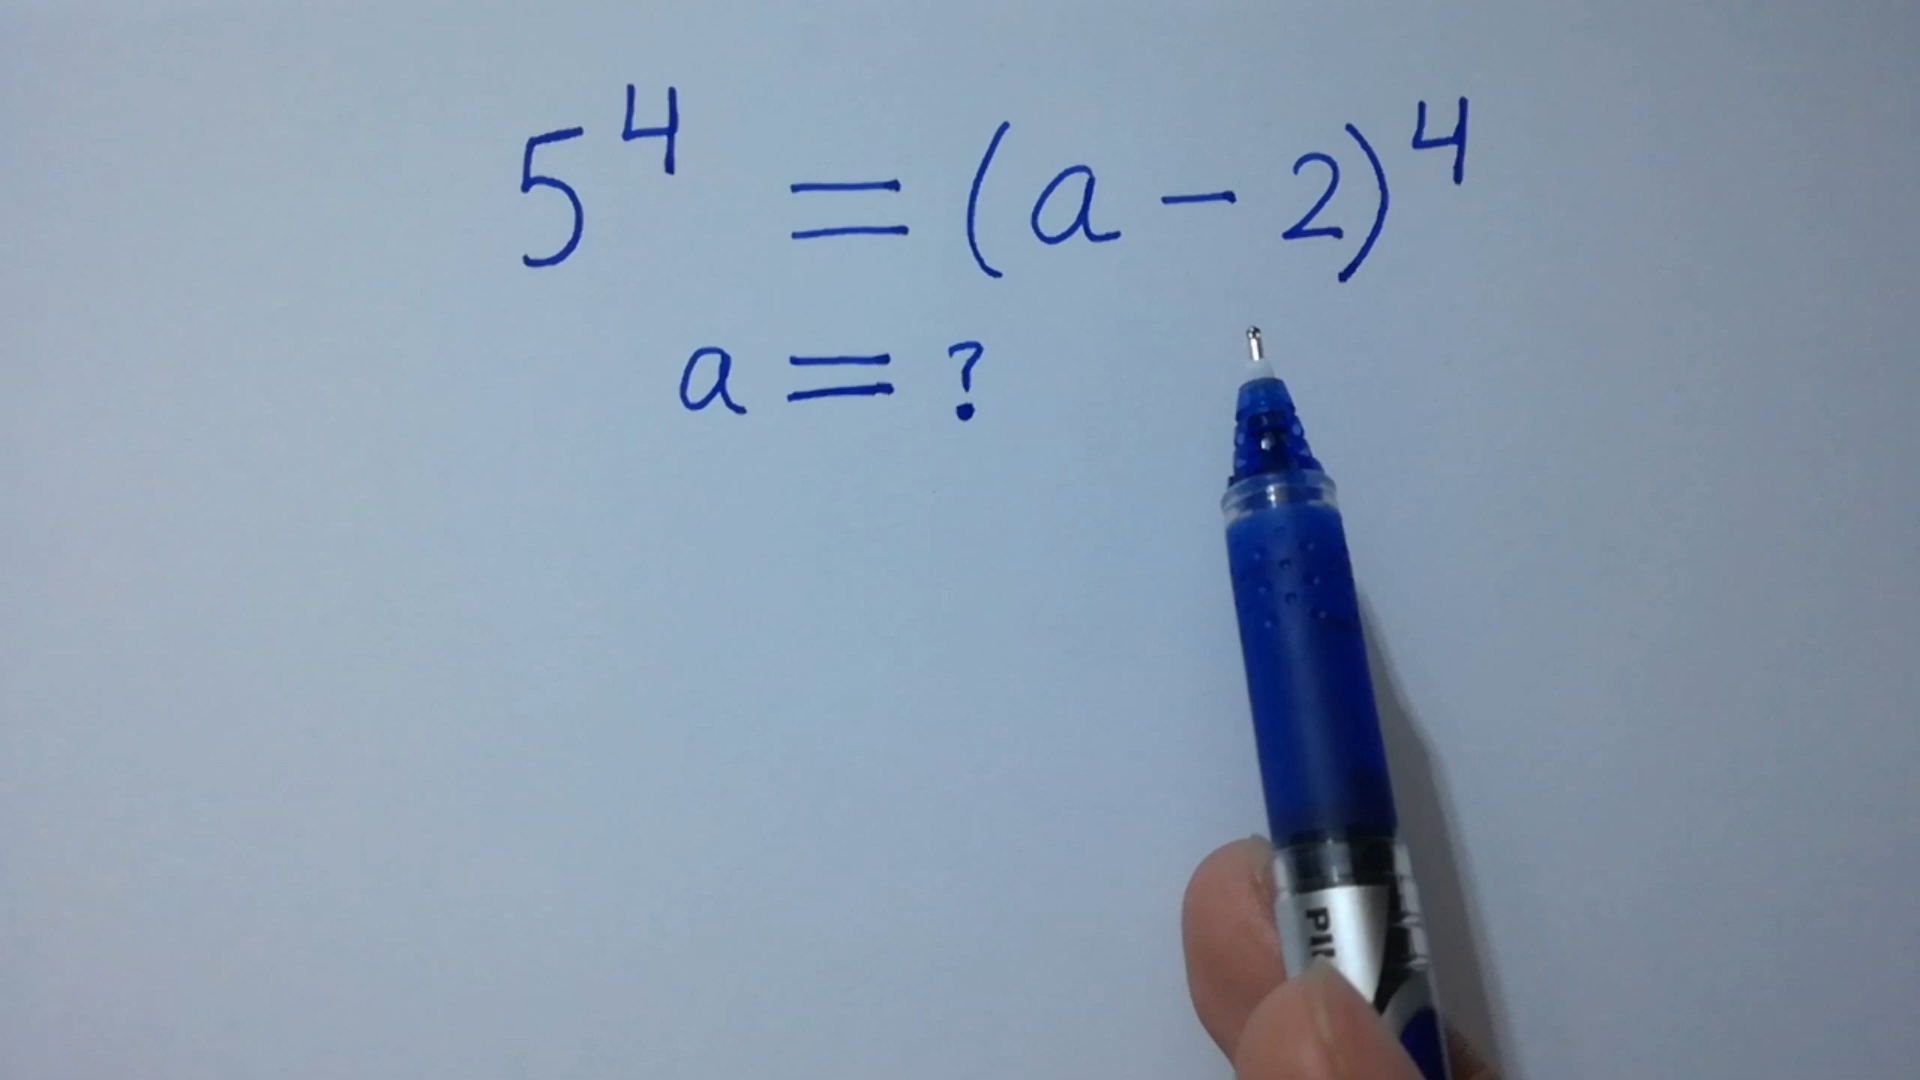 5⁴ = (a - 2)⁴
a = ?